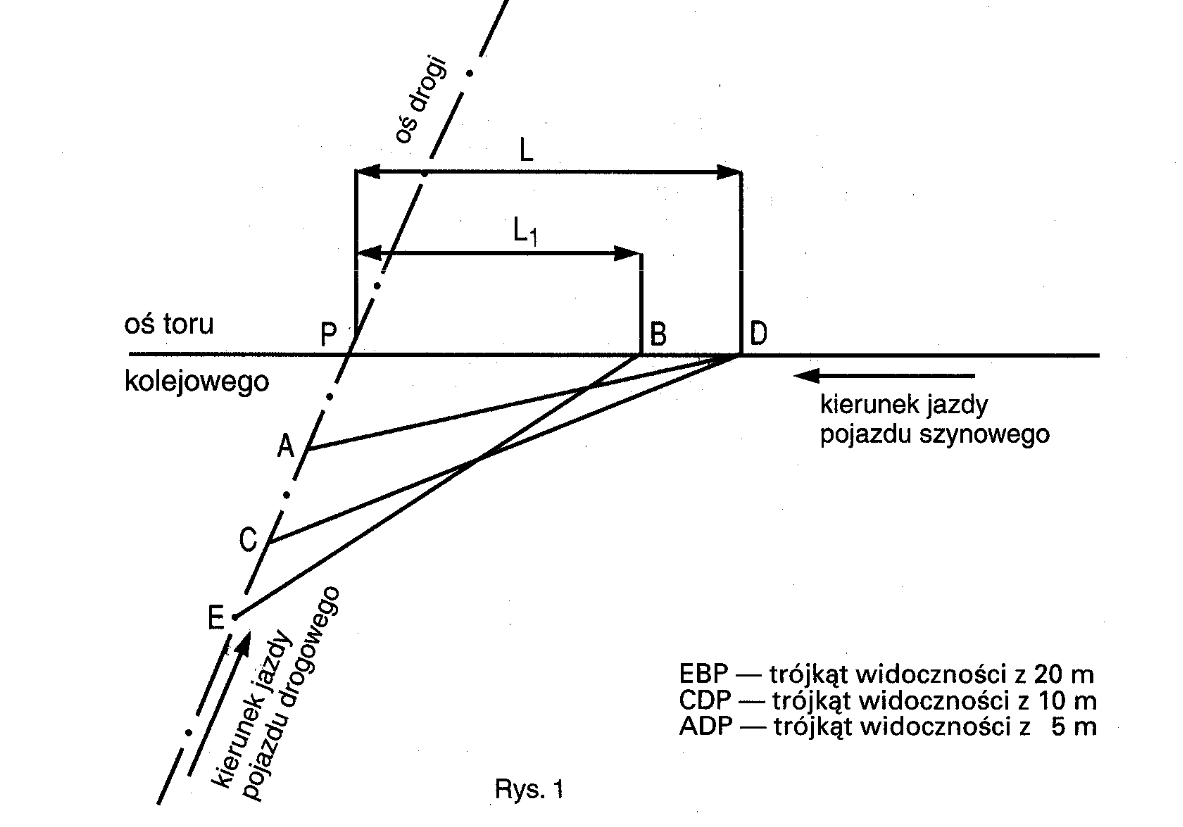 oś drogi
L
L1
oś toru
P
B
D
kolejowego
kierunek jazdy
pojazdu szynowego
A
C
E
kierunek jazdy
pojazdu drogowego
EBP — trójkąt widoczności z 20 m
CDP — trójkąt widoczności z 10 m
ADP — trójkąt widoczności z 5 m
Rys. 1